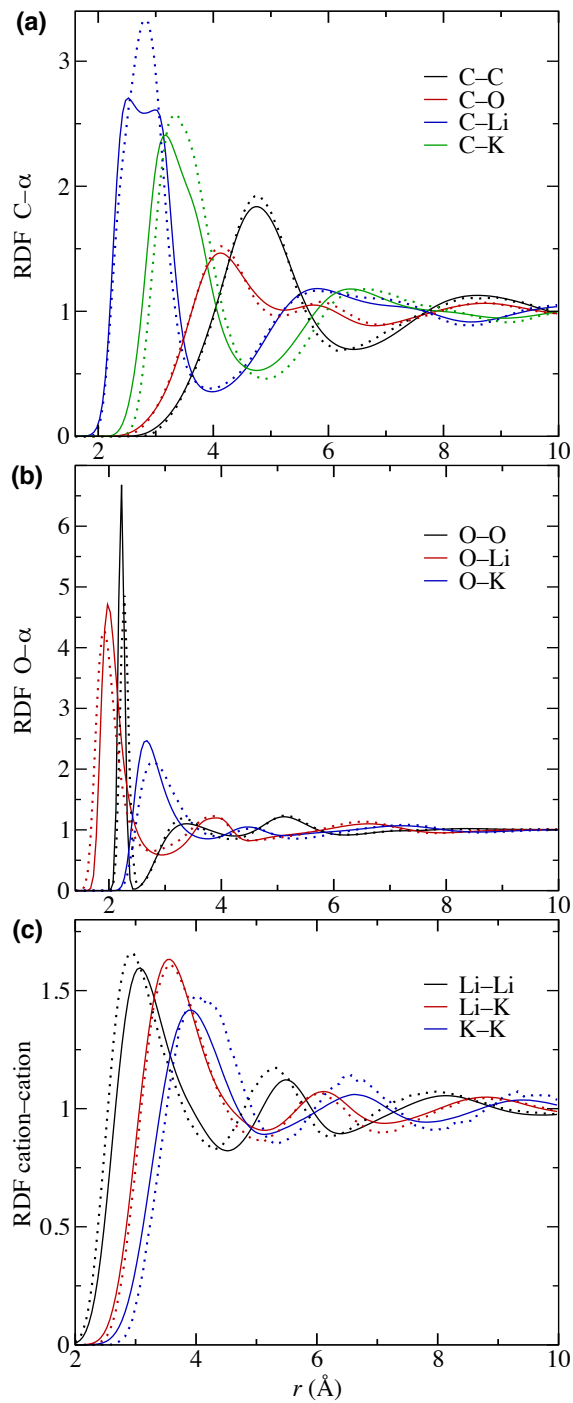 (a)
3
2
1
0
RDF C–α
C–C
C–O
C–Li
C–K
2 4 6 8 10
(b)
6
5
4
3
2
1
0
RDF O–α
O–O
O–Li
O–K
2 4 6 8 10
(c)
1.5
1
0.5
0
RDF cation–cation
Li–Li
Li–K
K–K
2 4 6 8 10
r (Å)